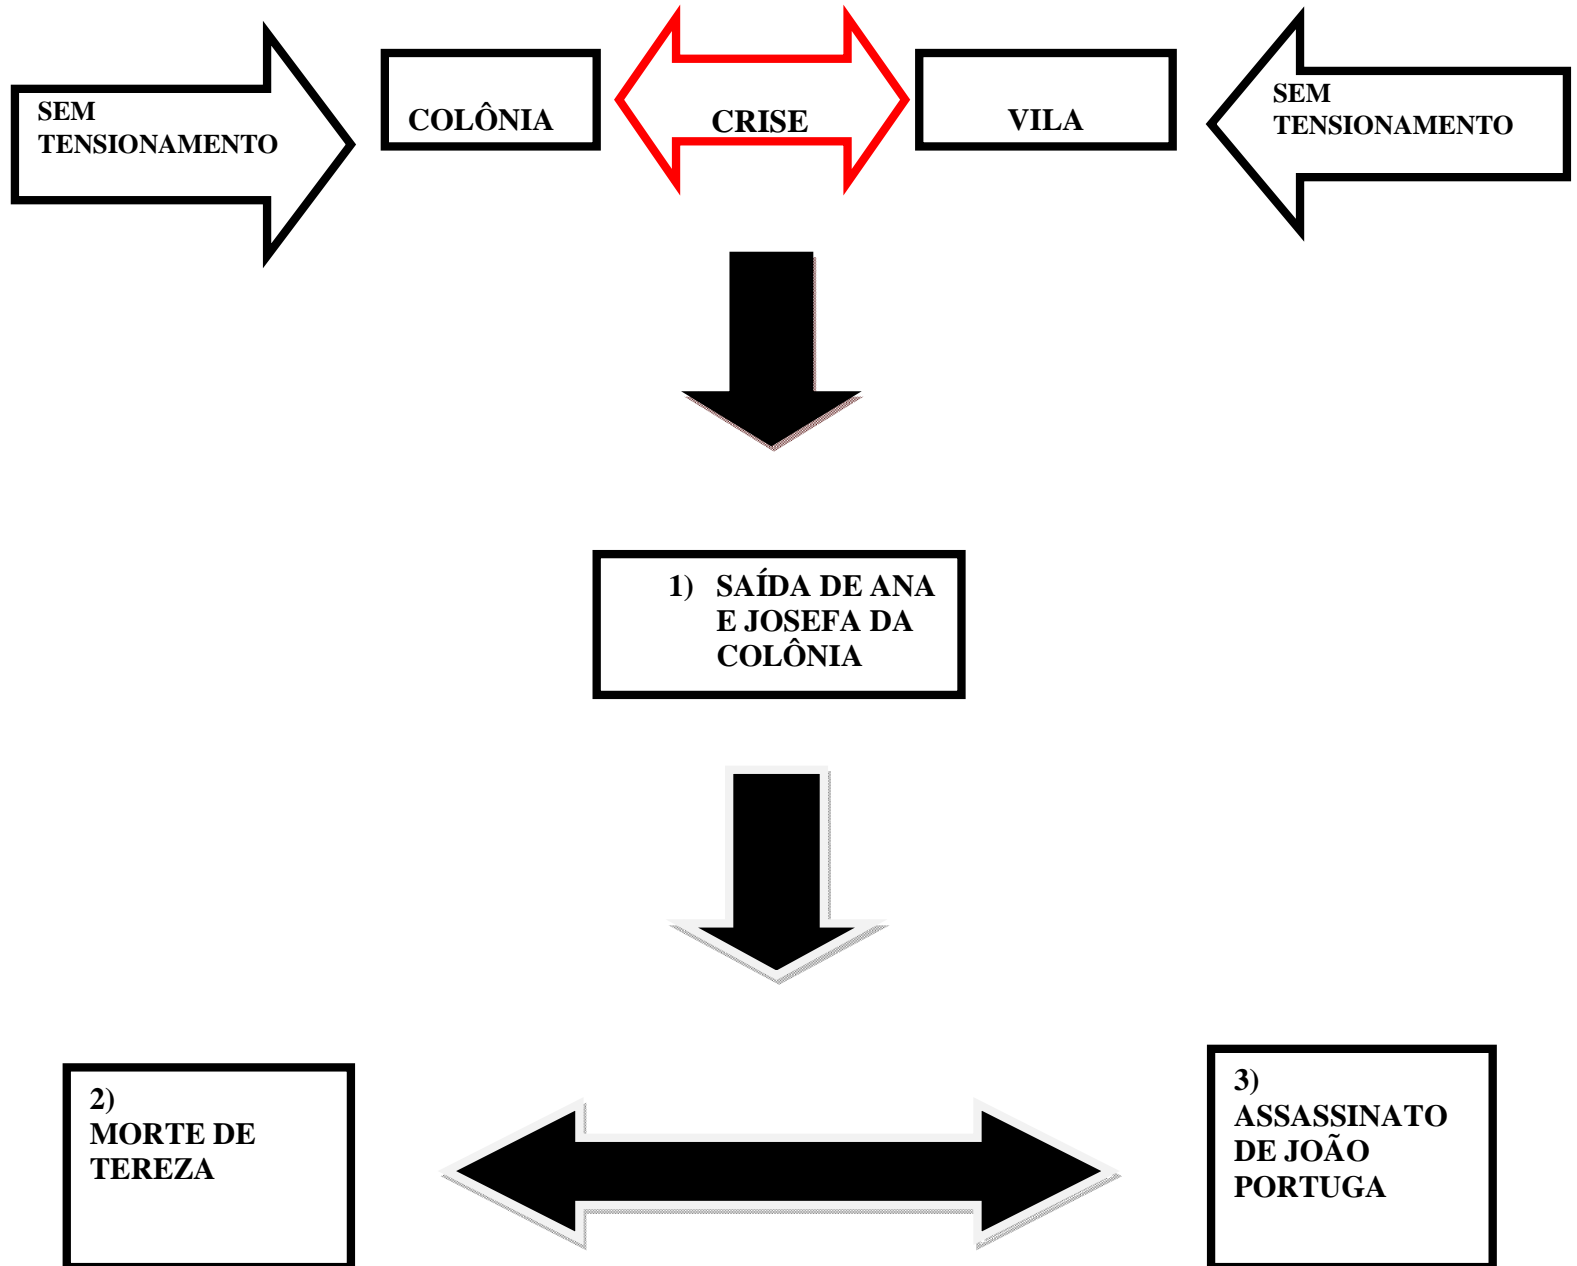 SEM
TENSIONAMENTO
COLÔNIA
CRISE
VILA
SEM
TENSIONAMENTO
1) SAÍDA DE ANA
E JOSEFA DA
COLÔNIA
2)
MORTE DE
TEREZA
3)
ASSASSINATO
DE JOÃO
PORTUGA